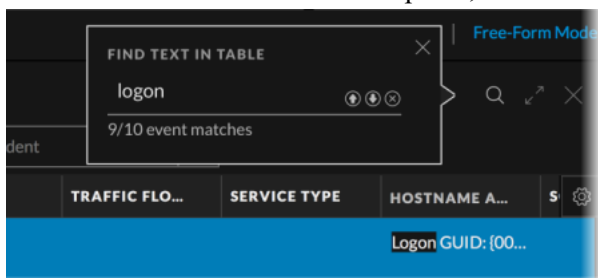 Free-Form Mode
FIND TEXT IN TABLE
logon
9/10 event matches
dent
TRAFFIC FLO... SERVICE TYPE HOSTNAME A... S
Logon GUID: {00...